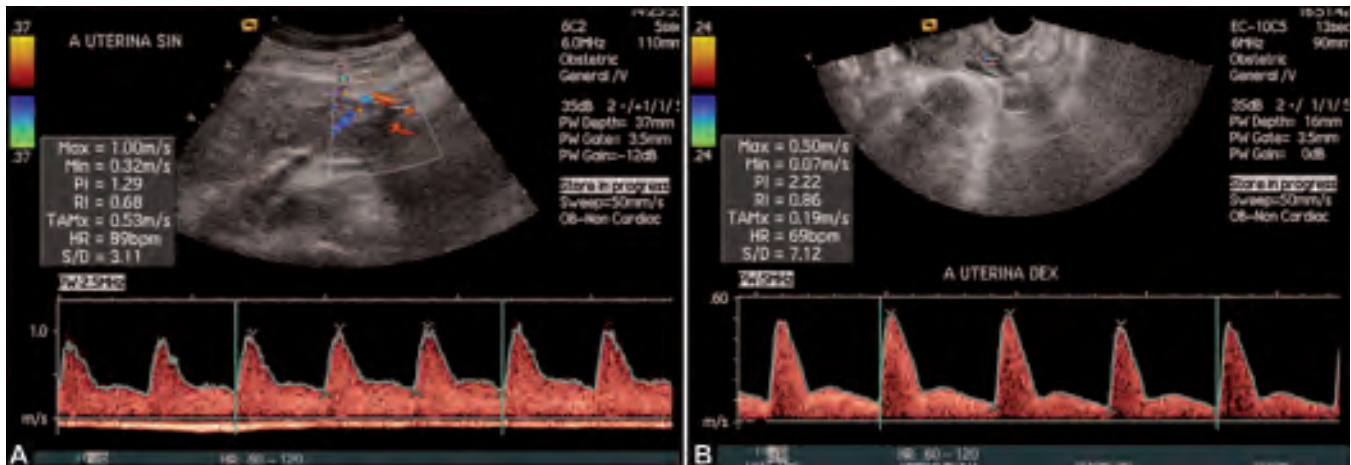 37
A UTERINA SIN
37
6C2
6.0MHz 110mm
Obstetric
General /V
PW Depth= 37mm
PW Gate= 3.5mm
PW Gain=-12dB
Store in progress
Sweep=50mm/s
OB-Non Cardiac
Max = 1.00m/s
Min = 0.32m/s
PI = 1.29
RI = 0.68
TAMx = 0.53m/s
HR = 89bpm
S/D = 3.11
PW:2.5MHz
1.0
m/s
A
HR 60 - 120
24
24
EC-10C5 13sec
6MHz 90mm
Obstetric
General /V
PW Depth= 16mm
PW Gate= 3.5mm
PW Gain= 0dB
Store in progress
Sweep=50mm/s
OB-Non Cardiac
Max = 0.50m/s
Min = 0.07m/s
PI = 2.22
RI = 0.86
TAMx = 0.19m/s
HR = 69bpm
S/D = 7.12
A UTERINA DEX
.60
m/s
B
HR 60 - 120